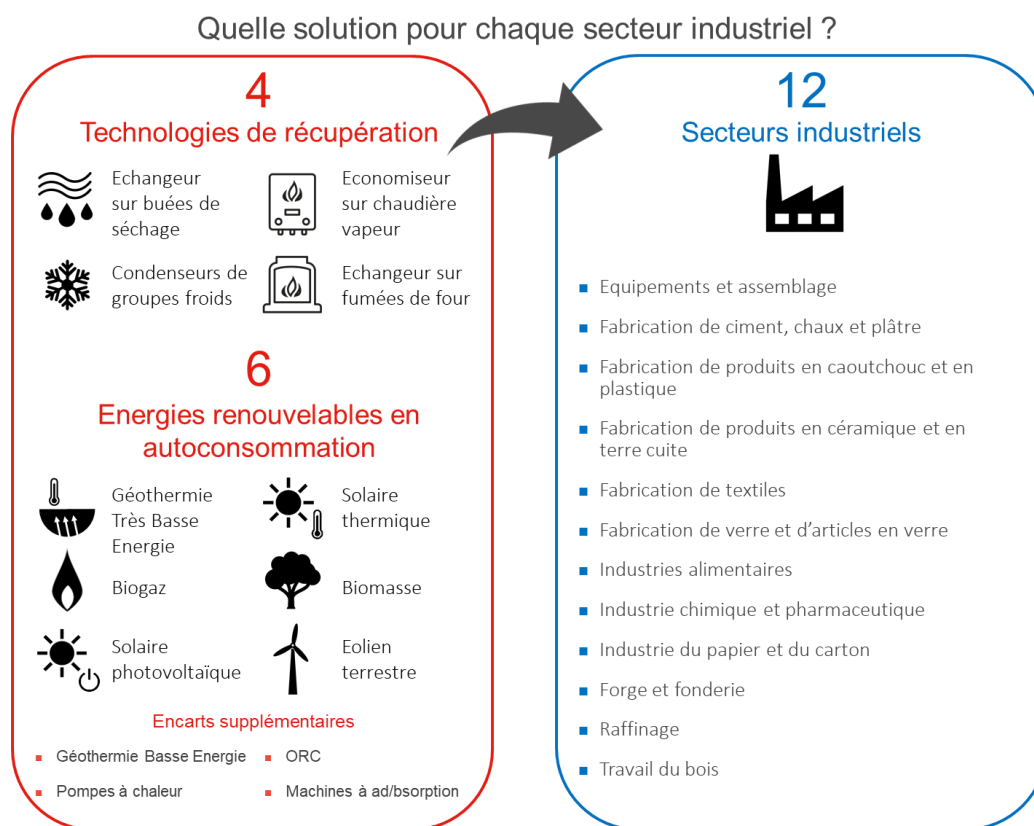 Quelle solution pour chaque secteur industriel ?
4
Technologies de récupération
Echangeur
sur buées de
séchage
Economiseur
sur chaudière
vapeur
Condenseurs de
groupes froids
Echangeur sur
fumées de four
6
Energies renouvelables en
autoconsommation
Géothermie
Très Basse
Energie
Solaire
thermique
Biogaz
Biomasse
Solaire
photovoltaïque
Eolien
terrestre
Encarts supplémentaires
Géothermie Basse Energie
ORC
Pompes à chaleur
Machines à ad/bsorption
12
Secteurs industriels
Equipements et assemblage
Fabrication de ciment, chaux et plâtre
Fabrication de produits en caoutchouc et en
plastique
Fabrication de produits en céramique et en
terre cuite
Fabrication de textiles
Fabrication de verre et d'articles en verre
Industries alimentaires
Industrie chimique et pharmaceutique
Industrie du papier et du carton
Forge et fonderie
Raffinage
Travail du bois